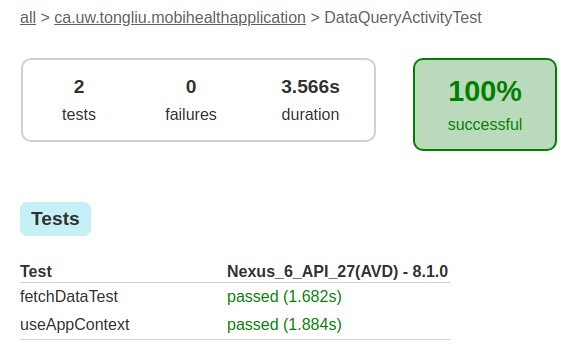 all > ca.uw.tongliu.mobihealthapplication > DataQueryActivityTest
2 0 3.566s
tests failures duration
100%
successful
Tests
Test Nexus_6_API_27(AVD) - 8.1.0
fetchDataTest passed (1.682s)
useAppContext passed (1.884s)